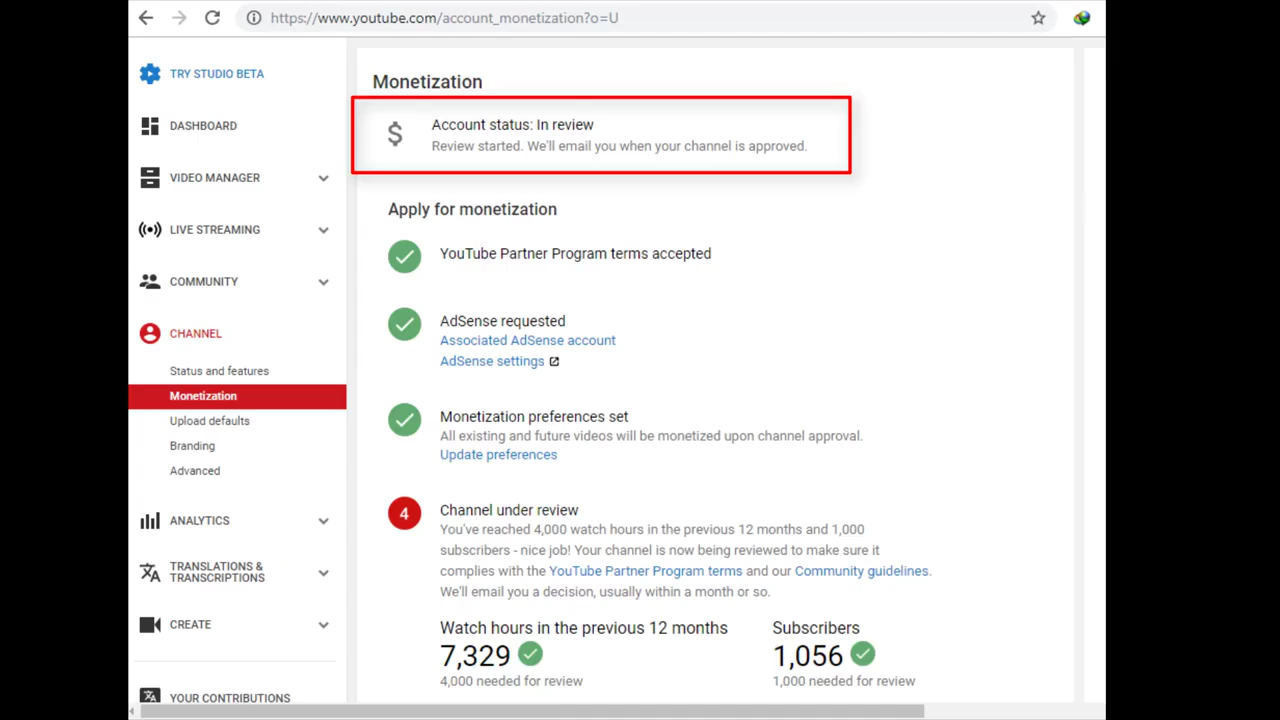 https://www.youtube.com/account_monetization?o=U
TRY STUDIO BETA
DASHBOARD
VIDEO MANAGER
LIVE STREAMING
COMMUNITY
CHANNEL
Status and features
Monetization
Upload defaults
Branding
Advanced
ANALYTICS
TRANSLATIONS &
TRANSCRIPTIONS
CREATE
YOUR CONTRIBUTIONS
Monetization
$
Account status: In review
Review started. We'll email you when your channel is approved.
Apply for monetization
YouTube Partner Program terms accepted
AdSense requested
Associated AdSense account
AdSense settings
Monetization preferences set
All existing and future videos will be monetized upon channel approval.
Update preferences
4
Channel under review
You've reached 4,000 watch hours in the previous 12 months and 1,000
subscribers - nice job! Your channel is now being reviewed to make sure it
complies with the YouTube Partner Program terms and our Community guidelines.
We'll email you a decision, usually within a month or so.
Watch hours in the previous 12 months
7,329
4,000 needed for review
Subscribers
1,056
1,000 needed for review